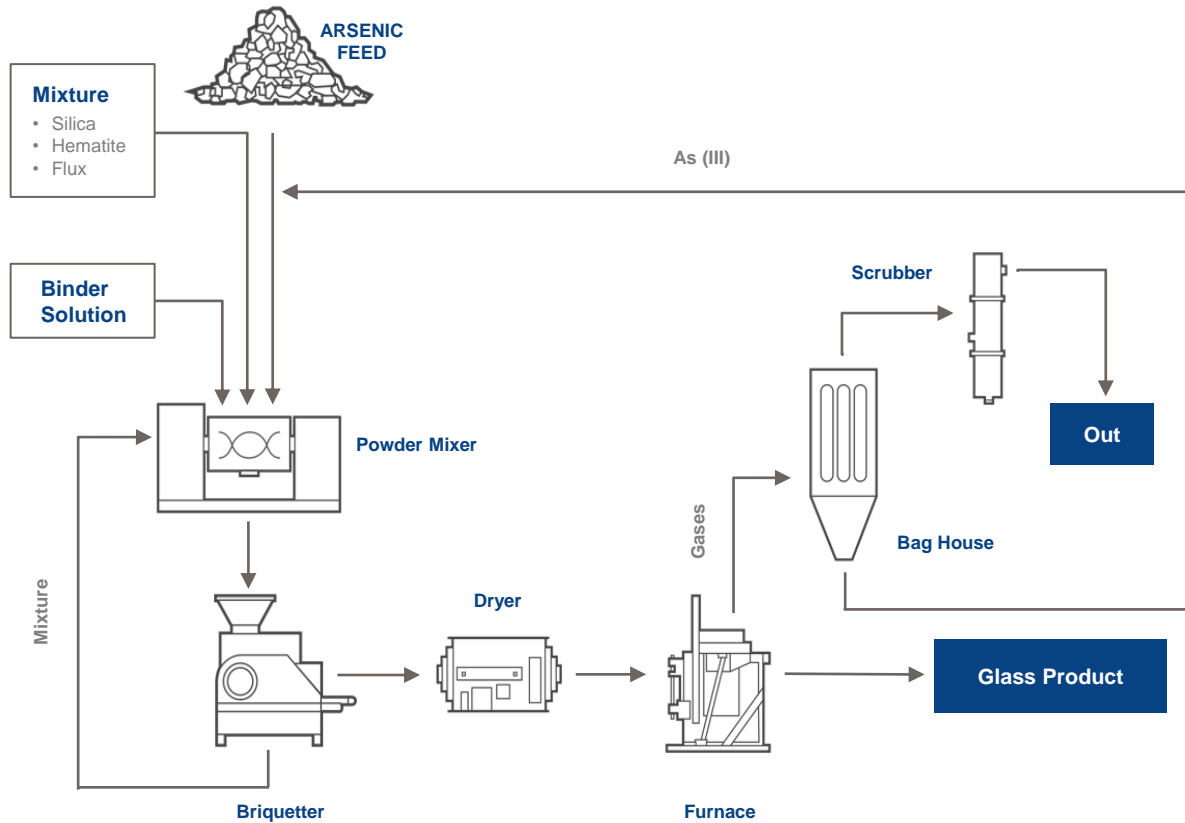 ARSENIC
FEED
Mixture
• Silica
• Hematite
• Flux
As (III)
Scrubber
Binder
Solution
Out
Powder Mixer
Gases
Bag House
Mixture
Dryer
Glass Product
Briquetter
Furnace